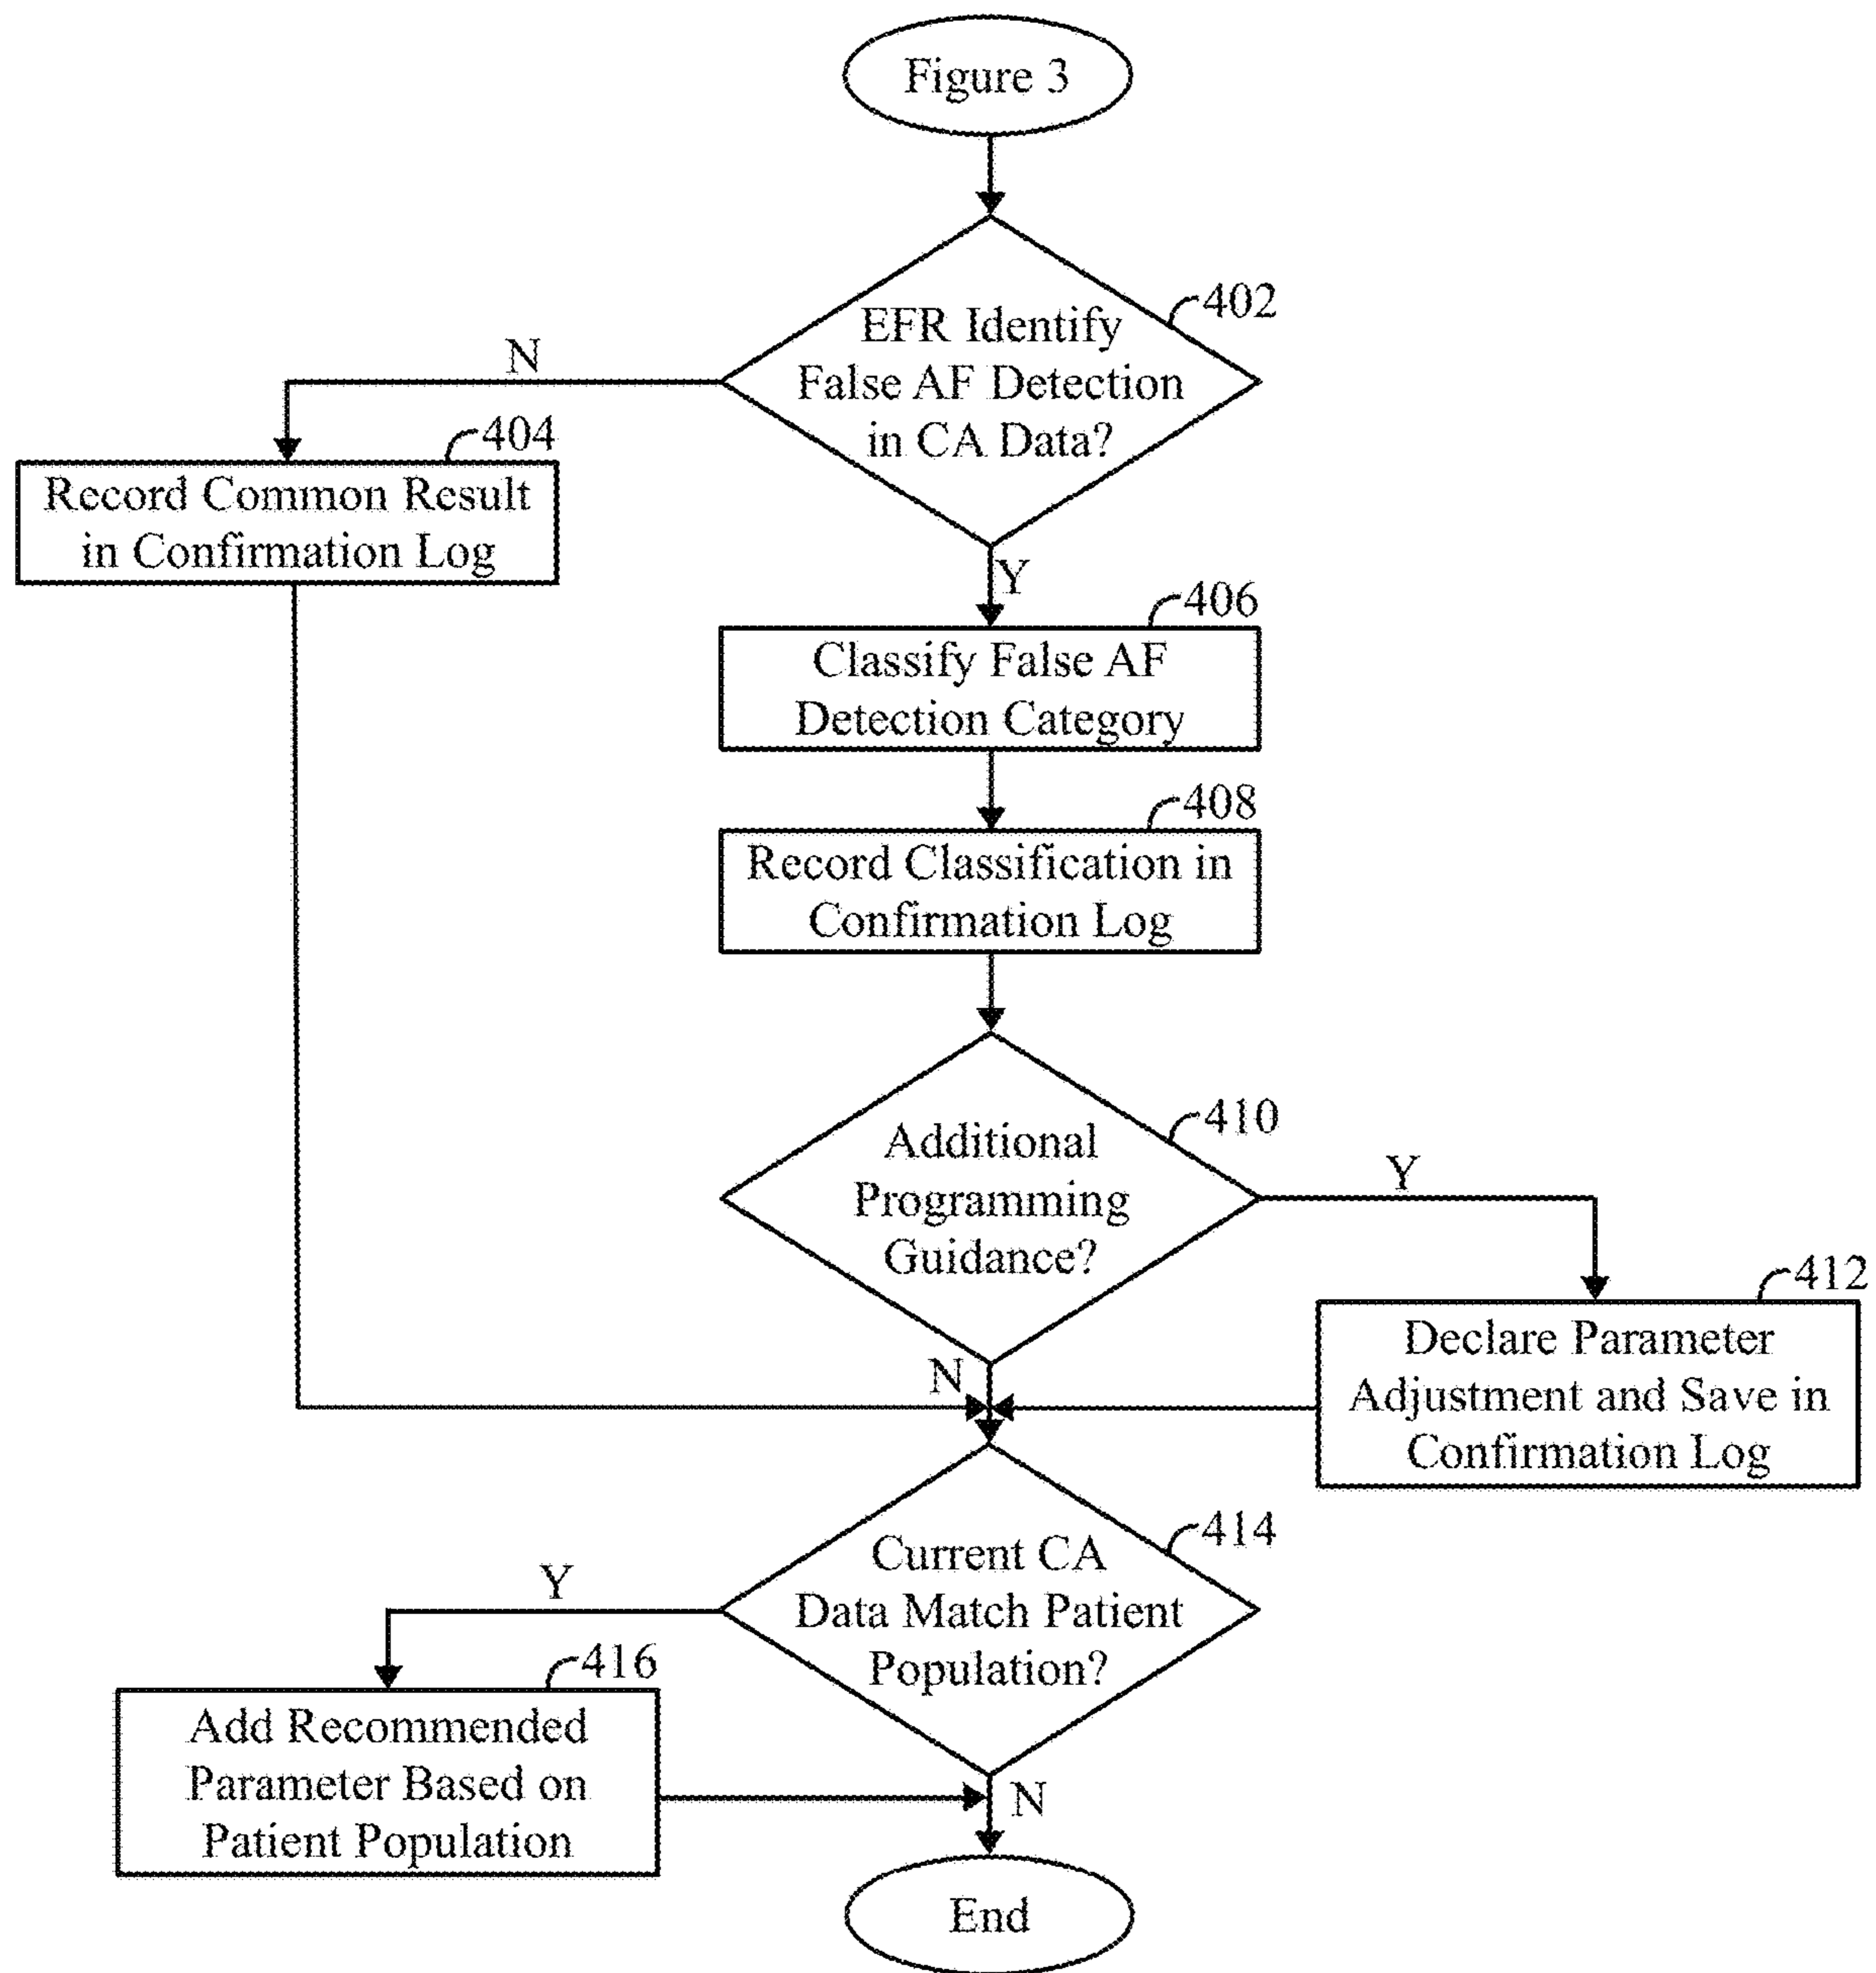 Figure 3
402
EFR Identify
False AF Detection
in CA Data?
N
404
Record Common Result
in Confirmation Log
Y
406
Classify False AF
Detection Category
408
Record Classification in
Confirmation Log
410
Additional
Programming
Guidance?
Y
412
Declare Parameter
Adjustment and Save in
Confirmation Log
N
414
Current CA
Data Match Patient
Population?
Y
416
Add Recommended
Parameter Based on
Patient Population
N
End